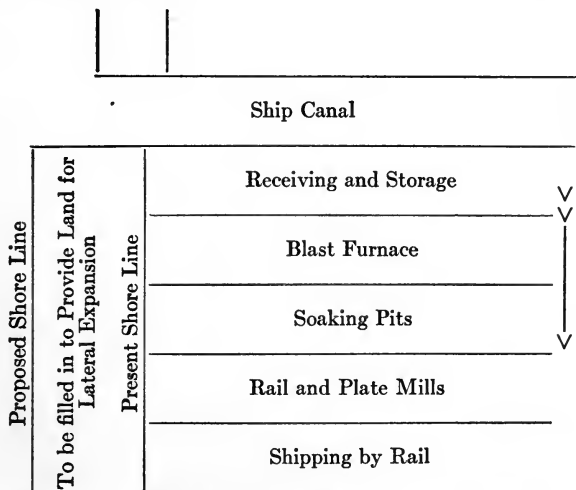 Ship Canal
Proposed Shore Line
To be filled in to Provide Land for
Lateral Expansion
Present Shore Line
Receiving and Storage
Blast Furnace
Soaking Pits
Rail and Plate Mills
Shipping by Rail